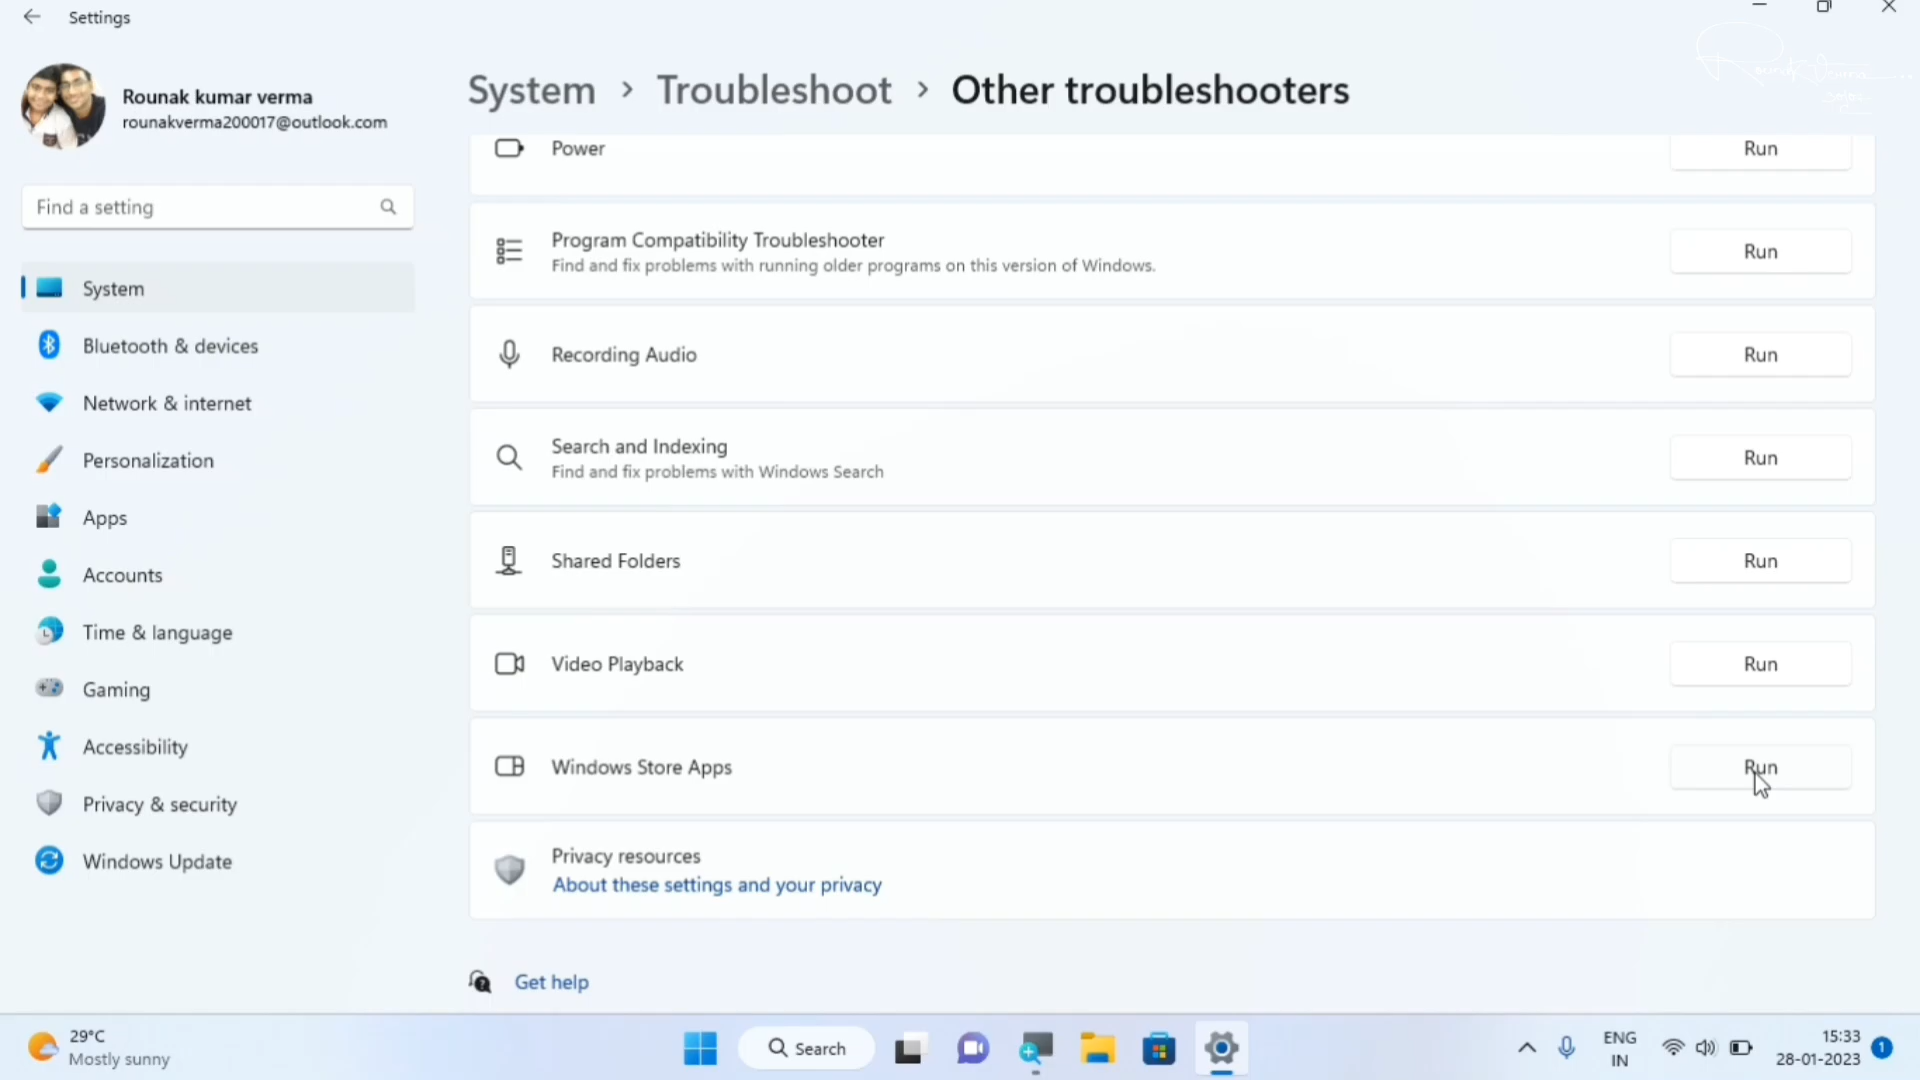 Settings
Rounak kumar verma
rounakverma200017@outlook.com
Find a setting
System
Bluetooth & devices
Network & internet
Personalization
Apps
Accounts
Time & language
Gaming
Accessibility
Privacy & security
Windows Update
System > Troubleshoot > Other troubleshooters
Power
Run
Program Compatibility Troubleshooter
Find and fix problems with running older programs on this version of Windows.
Run
Recording Audio
Run
Search and Indexing
Find and fix problems with Windows Search
Run
Shared Folders
Run
Video Playback
Run
Windows Store Apps
Run
Privacy resources
About these settings and your privacy
Get help
29°C
Mostly sunny
Search
ENG
IN
15:33
28-01-2023
1